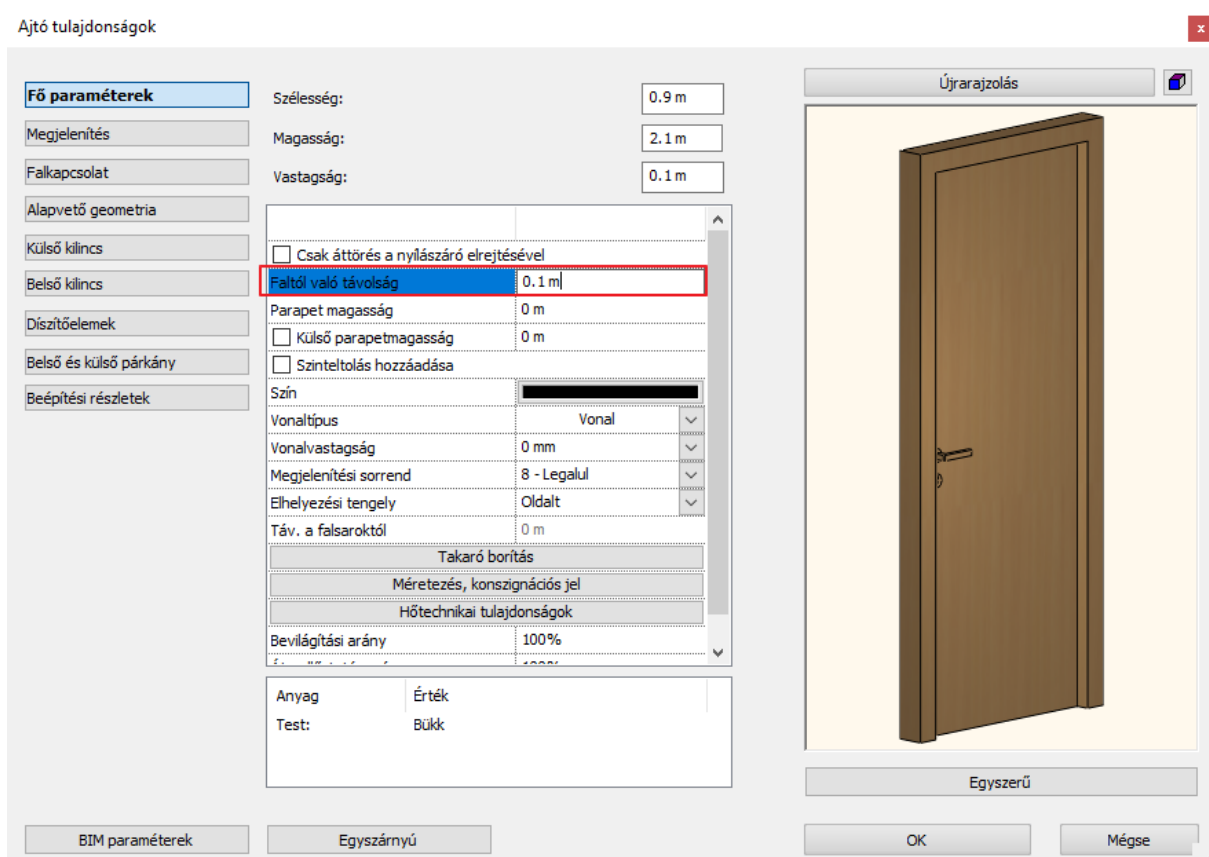 Ajtó tulajdonságok
x
Fő paraméterek
Megjelenítés
Falkapcsolat
Alapvető geometria
Külső kilincs
Belső kilincs
Díszítőelemek
Belső és külső párkány
Beépítési részletek
Szélesség: 0.9 m
Magasság: 2.1 m
Vastagság: 0.1 m
Csak áttörés a nyílászáró elrejtésével
Faltól való távolság 0.1 m
Parapet magasság 0 m
Külső parapetmagasság 0 m
Szinteltolás hozzáadása
Szín
Vonaltípus Vonal
Vonalvastagság 0 mm
Megjelenítési sorrend 8 - Legalul
Elhelyezési tengely Oldalt
Táv. a falsaroktól 0 m
Takaró borítás
Méretezés, konszignációs jel
Hőtechnikai tulajdonságok
Bevilágítási arány 100%
Anyag Érték
Test: Bükk
Újrarajzolás
Egyszerű
BIM paraméterek
Egyszárnyú
OK
Mégse